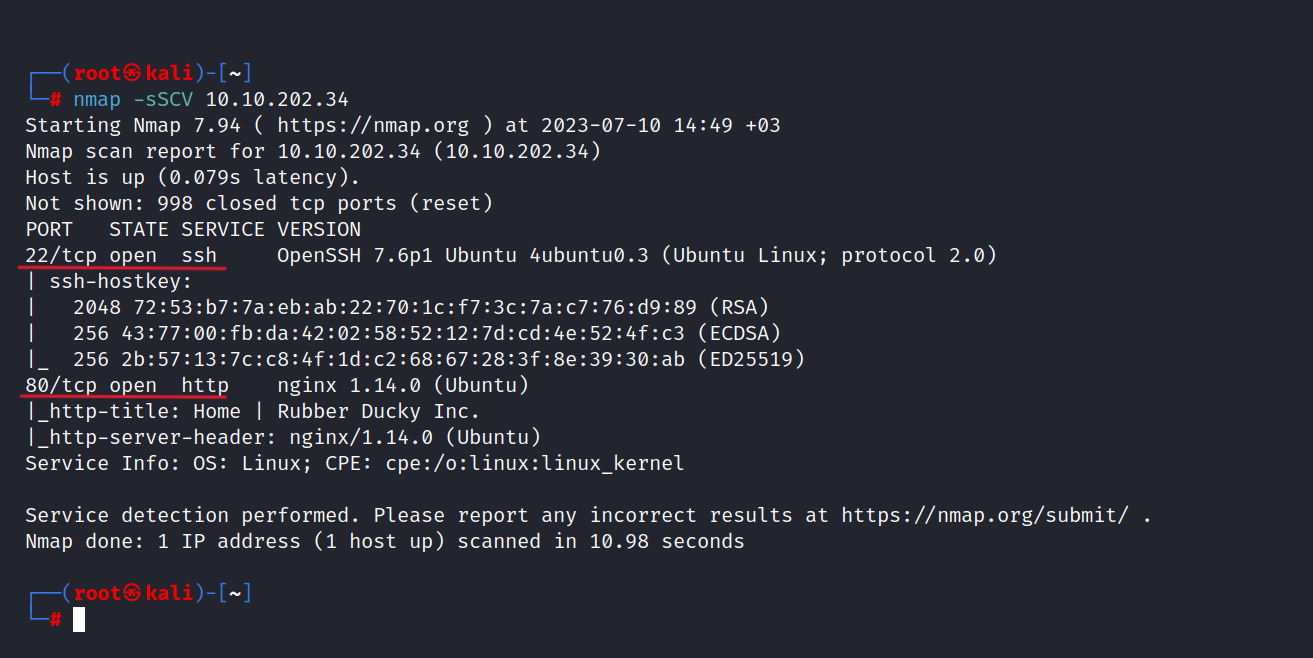 ┌──(root㉿kali)-[~]
└─# nmap -sSCV 10.10.202.34
Starting Nmap 7.94 ( https://nmap.org ) at 2023-07-10 14:49 +03
Nmap scan report for 10.10.202.34 (10.10.202.34)
Host is up (0.079s latency).
Not shown: 998 closed tcp ports (reset)
PORT   STATE SERVICE VERSION
22/tcp open  ssh     OpenSSH 7.6p1 Ubuntu 4ubuntu0.3 (Ubuntu Linux; protocol 2.0)
| ssh-hostkey:
|   2048 72:53:b7:7a:eb:ab:22:70:1c:f7:3c:7a:c7:76:d9:89 (RSA)
|   256 43:77:00:fb:da:42:02:58:52:12:7d:cd:4e:52:4f:c3 (ECDSA)
|_  256 2b:57:13:7c:c8:4f:1d:c2:68:67:28:3f:8e:39:30:ab (ED25519)
80/tcp open  http    nginx 1.14.0 (Ubuntu)
|_http-title: Home | Rubber Ducky Inc.
|_http-server-header: nginx/1.14.0 (Ubuntu)
Service Info: OS: Linux; CPE: cpe:/o:linux:linux_kernel
Service detection performed. Please report any incorrect results at https://nmap.org/submit/ .
Nmap done: 1 IP address (1 host up) scanned in 10.98 seconds
┌──(root㉿kali)-[~]
└─#